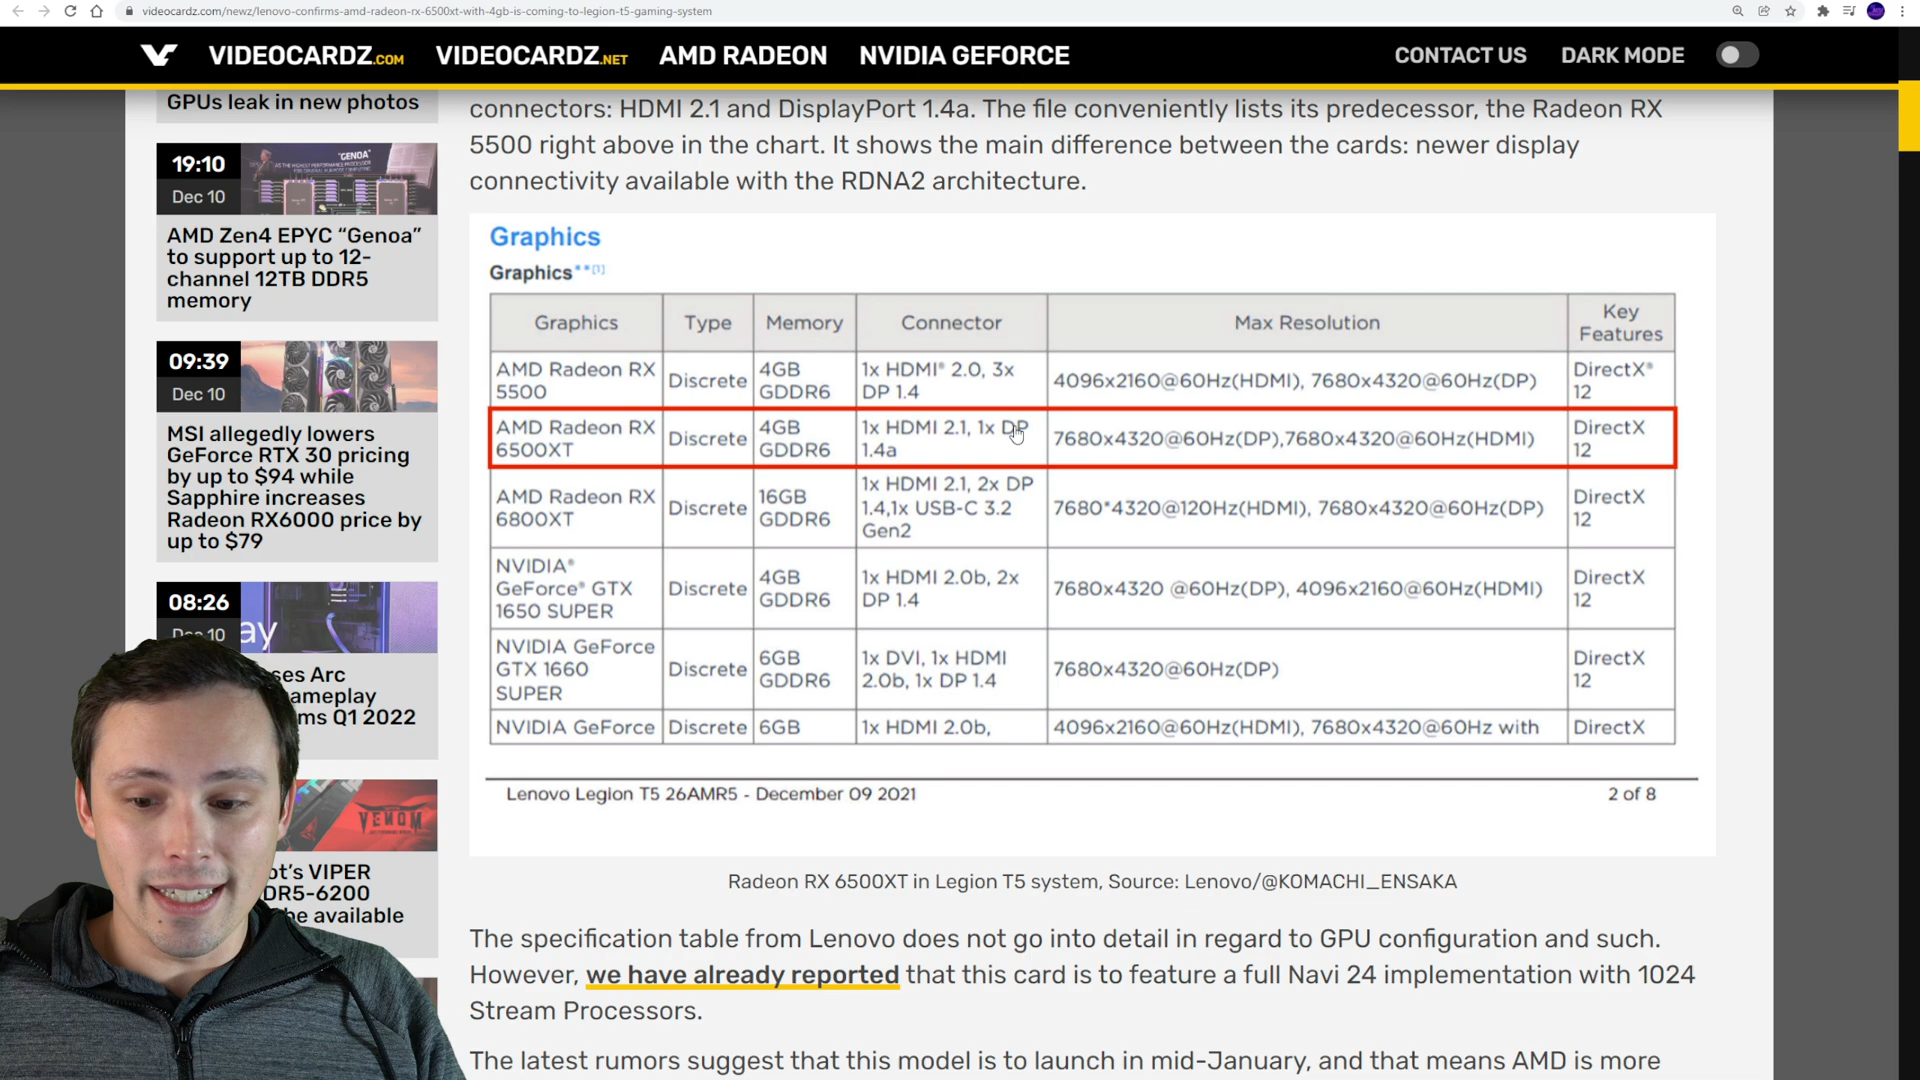 videocardz.com/newz/lenovo-confirms-amd-radeon-rx-6500xt-with-4gb-is-coming-to-legion-t5-gaming-system
VIDEOCARDZ.COM VIDEOCARDZ.NET AMD RADEON NVIDIA GEFORCE CONTACT US DARK MODE
GPUs leak in new photos
19:10
Dec 10
AMD Zen4 EPYC “Genoa”
to support up to 12-
channel 12TB DDR5
memory
09:39
Dec 10
MSI allegedly lowers
GeForce RTX 30 pricing
by up to $94 while
Sapphire increases
Radeon RX6000 price by
up to $79
08:26
10
ay
ses Arc
ameplay
ms Q1 2022
VENOM
ot’s VIPER
DR5-6200
be available
connectors: HDMI 2.1 and DisplayPort 1.4a. The file conveniently lists its predecessor, the Radeon RX
5500 right above in the chart. It shows the main difference between the cards: newer display
connectivity available with the RDNA2 architecture.
Graphics
Graphics**[1]
Graphics Type Memory Connector Max Resolution Key Features
AMD Radeon RX 5500 Discrete 4GB GDDR6 1x HDMI® 2.0, 3x DP 1.4 4096x2160@60Hz(HDMI), 7680x4320@60Hz(DP) DirectX® 12
AMD Radeon RX 6500XT Discrete 4GB GDDR6 1x HDMI 2.1, 1x DP 1.4a 7680x4320@60Hz(DP),7680x4320@60Hz(HDMI) DirectX 12
AMD Radeon RX 6800XT Discrete 16GB GDDR6 1x HDMI 2.1, 2x DP 1.4,1x USB-C 3.2 Gen2 7680*4320@120Hz(HDMI), 7680x4320@60Hz(DP) DirectX 12
NVIDIA® GeForce® GTX 1650 SUPER Discrete 4GB GDDR6 1x HDMI 2.0b, 2x DP 1.4 7680x4320 @60Hz(DP), 4096x2160@60Hz(HDMI) DirectX 12
NVIDIA GeForce GTX 1660 SUPER Discrete 6GB GDDR6 1x DVI, 1x HDMI 2.0b, 1x DP 1.4 7680x4320@60Hz(DP) DirectX 12
NVIDIA GeForce Discrete 6GB 1x HDMI 2.0b, 4096x2160@60Hz(HDMI), 7680x4320@60Hz with DirectX
Lenovo Legion T5 26AMR5 - December 09 2021 2 of 8
Radeon RX 6500XT in Legion T5 system, Source: Lenovo/@KOMACHI_ENSAKA
The specification table from Lenovo does not go into detail in regard to GPU configuration and such.
However, we have already reported that this card is to feature a full Navi 24 implementation with 1024
Stream Processors.
The latest rumors suggest that this model is to launch in mid-January, and that means AMD is more